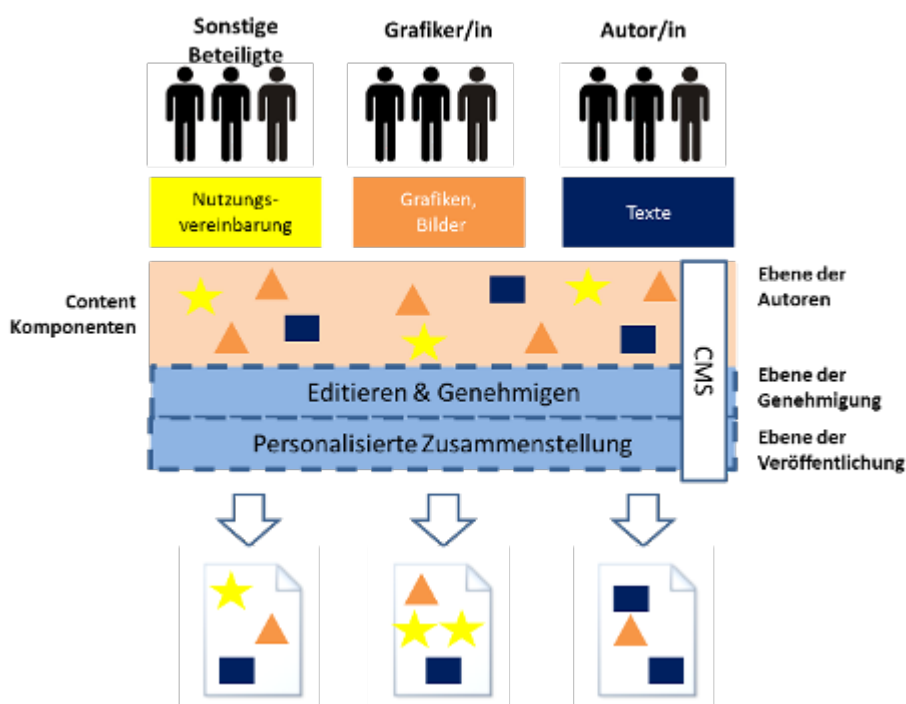 Sonstige
Beteiligte
Grafiker/in
Autor/in
Nutzungs-
vereinbarung
Grafiken,
Bilder
Texte
Content
Komponenten
Ebene der
Autoren
CMS
Editieren & Genehmigen
Ebene der
Genehmigung
Personalisierte Zusammenstellung
Ebene der
Veröffentlichung